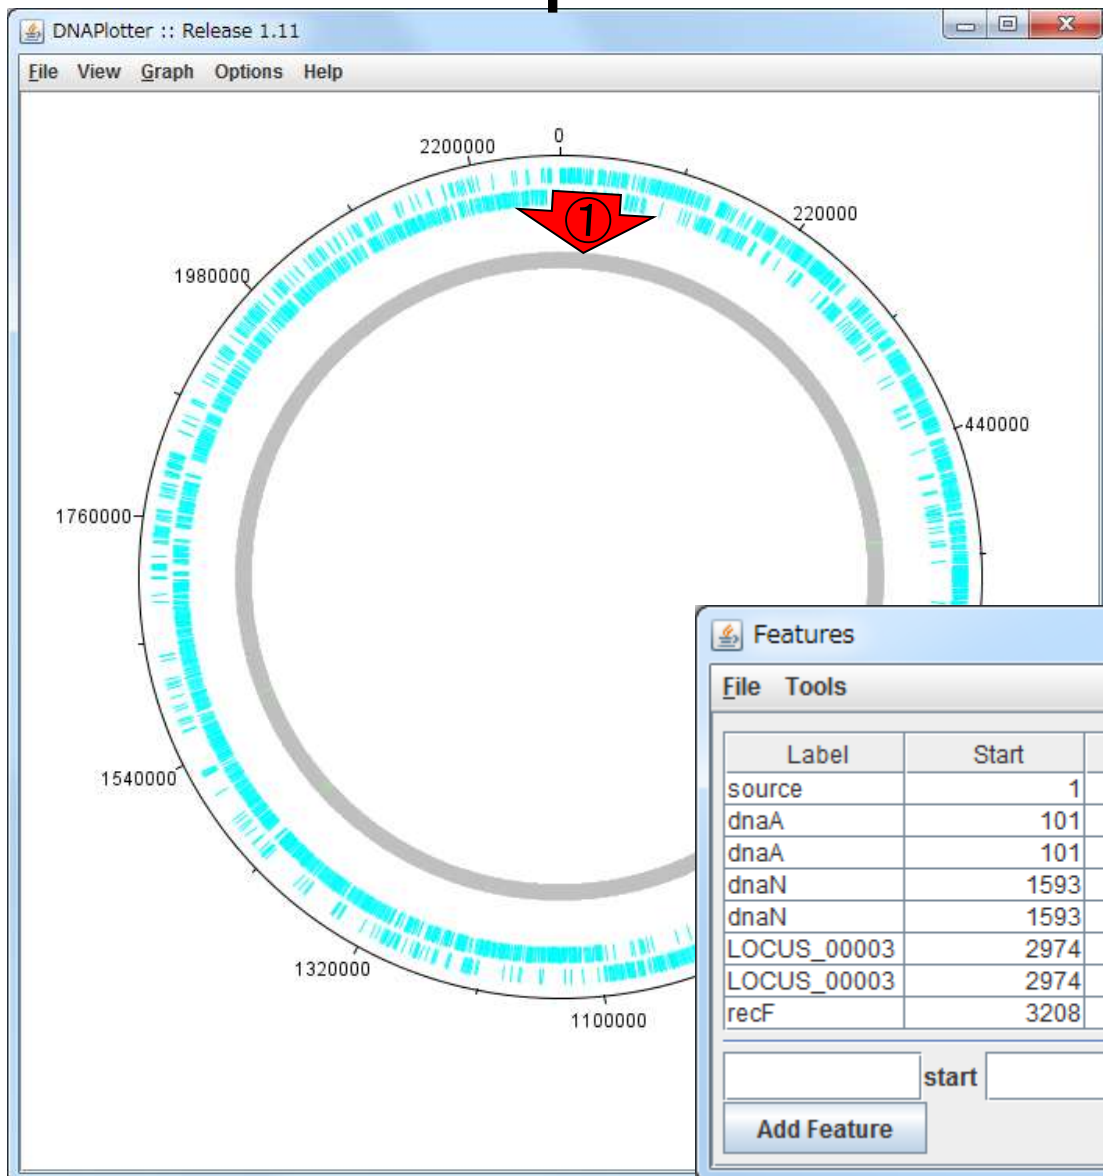 DNAPlotter :: Release 1.11
File View Graph Options Help
0
2200000
220000
①
1980000
440000
1760000
1540000
1320000
1100000
Features
File Tools
Label Start
source 1
dnaA 101
dnaA 101
dnaN 1593
dnaN 1593
LOCUS_00003 2974
LOCUS_00003 2974
recF 3208
start
Add Feature